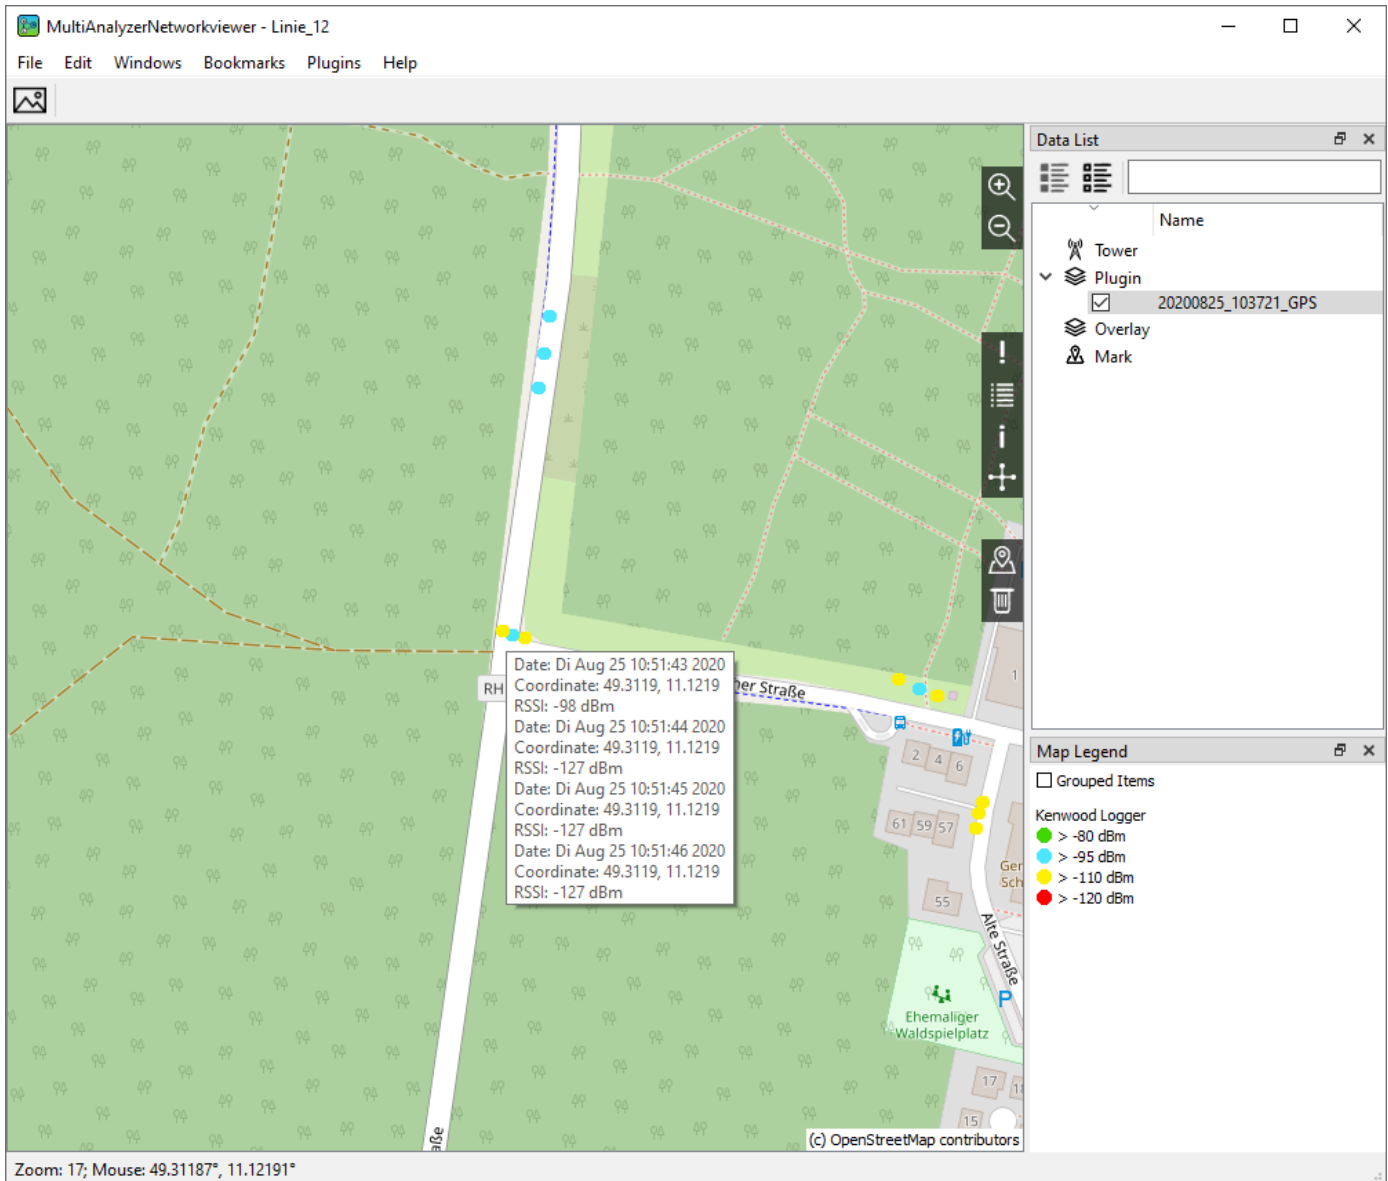 MultiAnalyzerNetworkviewer - Linie_12
File Edit Windows Bookmarks Plugins Help
Data List
Name
Tower
Plugin
20200825_103721_GPS
Overlay
Mark
RH
Date: Di Aug 25 10:51:43 2020
Coordinate: 49.3119, 11.1219
RSSI: -98 dBm
Date: Di Aug 25 10:51:44 2020
Coordinate: 49.3119, 11.1219
RSSI: -127 dBm
Date: Di Aug 25 10:51:45 2020
Coordinate: 49.3119, 11.1219
RSSI: -127 dBm
Date: Di Aug 25 10:51:46 2020
Coordinate: 49.3119, 11.1219
RSSI: -127 dBm
her Straße
1
2 4 6
61 59 57
55
Ger
Sch
Alte Straße
P
Ehemaliger
Waldspielplatz
17
15
aße
(c) OpenStreetMap contributors
Map Legend
Grouped Items
Kenwood Logger
> -80 dBm
> -95 dBm
> -110 dBm
> -120 dBm
Zoom: 17; Mouse: 49.31187°, 11.12191°